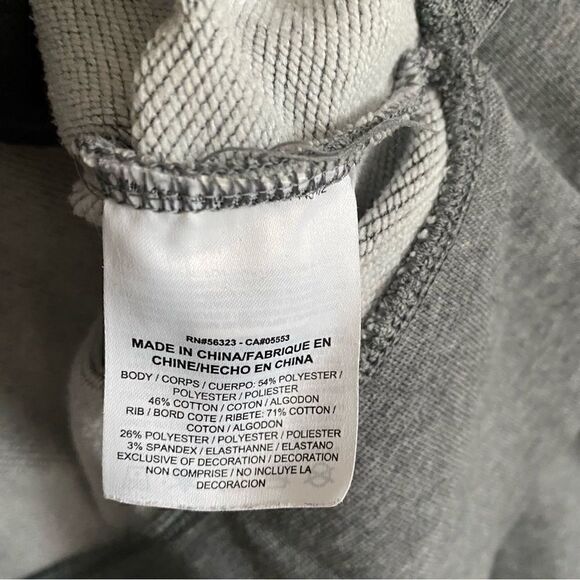 RN#56323 - CA#05553
MADE IN CHINA/FABRIQUE EN
CHINE/HECHO EN CHINA
BODY / CORPS / CUERPO: 54% POLYESTER /
POLYESTER / POLIESTER
46% COTTON / COTON / ALGODON
RIB / BORD COTE / RIBETE: 71% COTTON /
COTON / ALGODON
26% POLYESTER / POLYESTER / POLIESTER
3% SPANDEX / ELASTHANNE / ELASTANO
EXCLUSIVE OF DECORATION / DECORATION
NON COMPRISE / NO INCLUYE LA
DECORACION